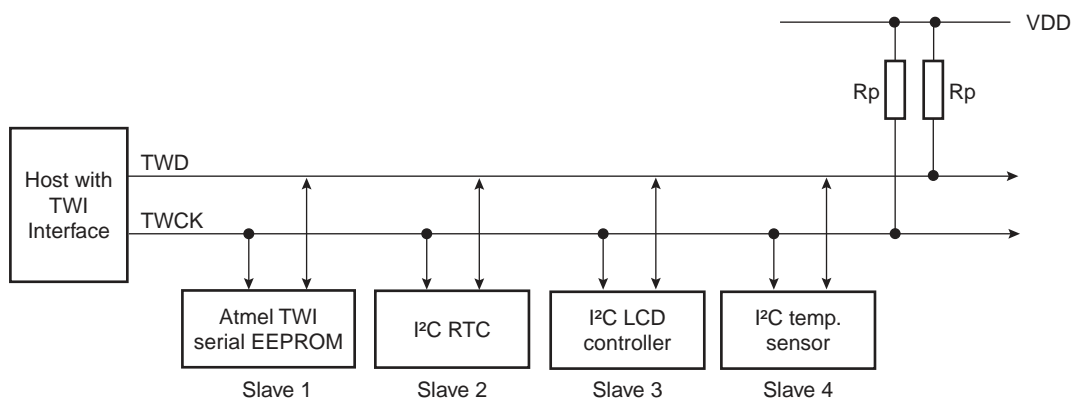 VDD
Rp
Rp
Host with
TWI
Interface
TWD
TWCK
Atmel TWI
serial EEPROM
Slave 1
I²C RTC
Slave 2
I²C LCD
controller
Slave 3
I²C temp.
sensor
Slave 4